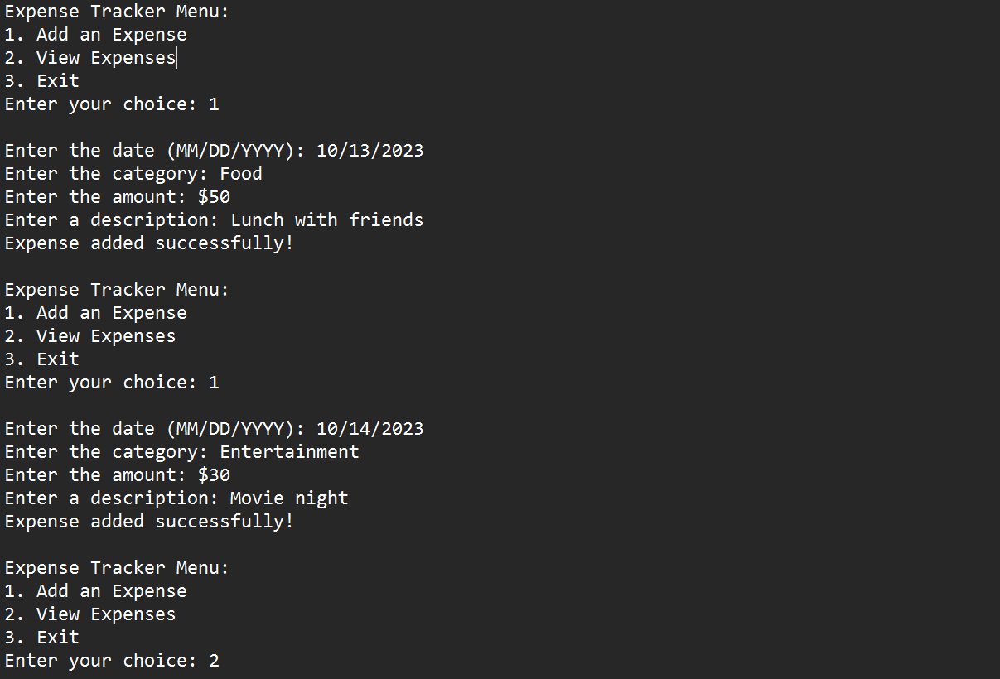 Expense Tracker Menu:
1. Add an Expense
2. View Expenses
3. Exit
Enter your choice: 1
Enter the date (MM/DD/YYYY): 10/13/2023
Enter the category: Food
Enter the amount: $50
Enter a description: Lunch with friends
Expense added successfully!
Expense Tracker Menu:
1. Add an Expense
2. View Expenses
3. Exit
Enter your choice: 1
Enter the date (MM/DD/YYYY): 10/14/2023
Enter the category: Entertainment
Enter the amount: $30
Enter a description: Movie night
Expense added successfully!
Expense Tracker Menu:
1. Add an Expense
2. View Expenses
3. Exit
Enter your choice: 2